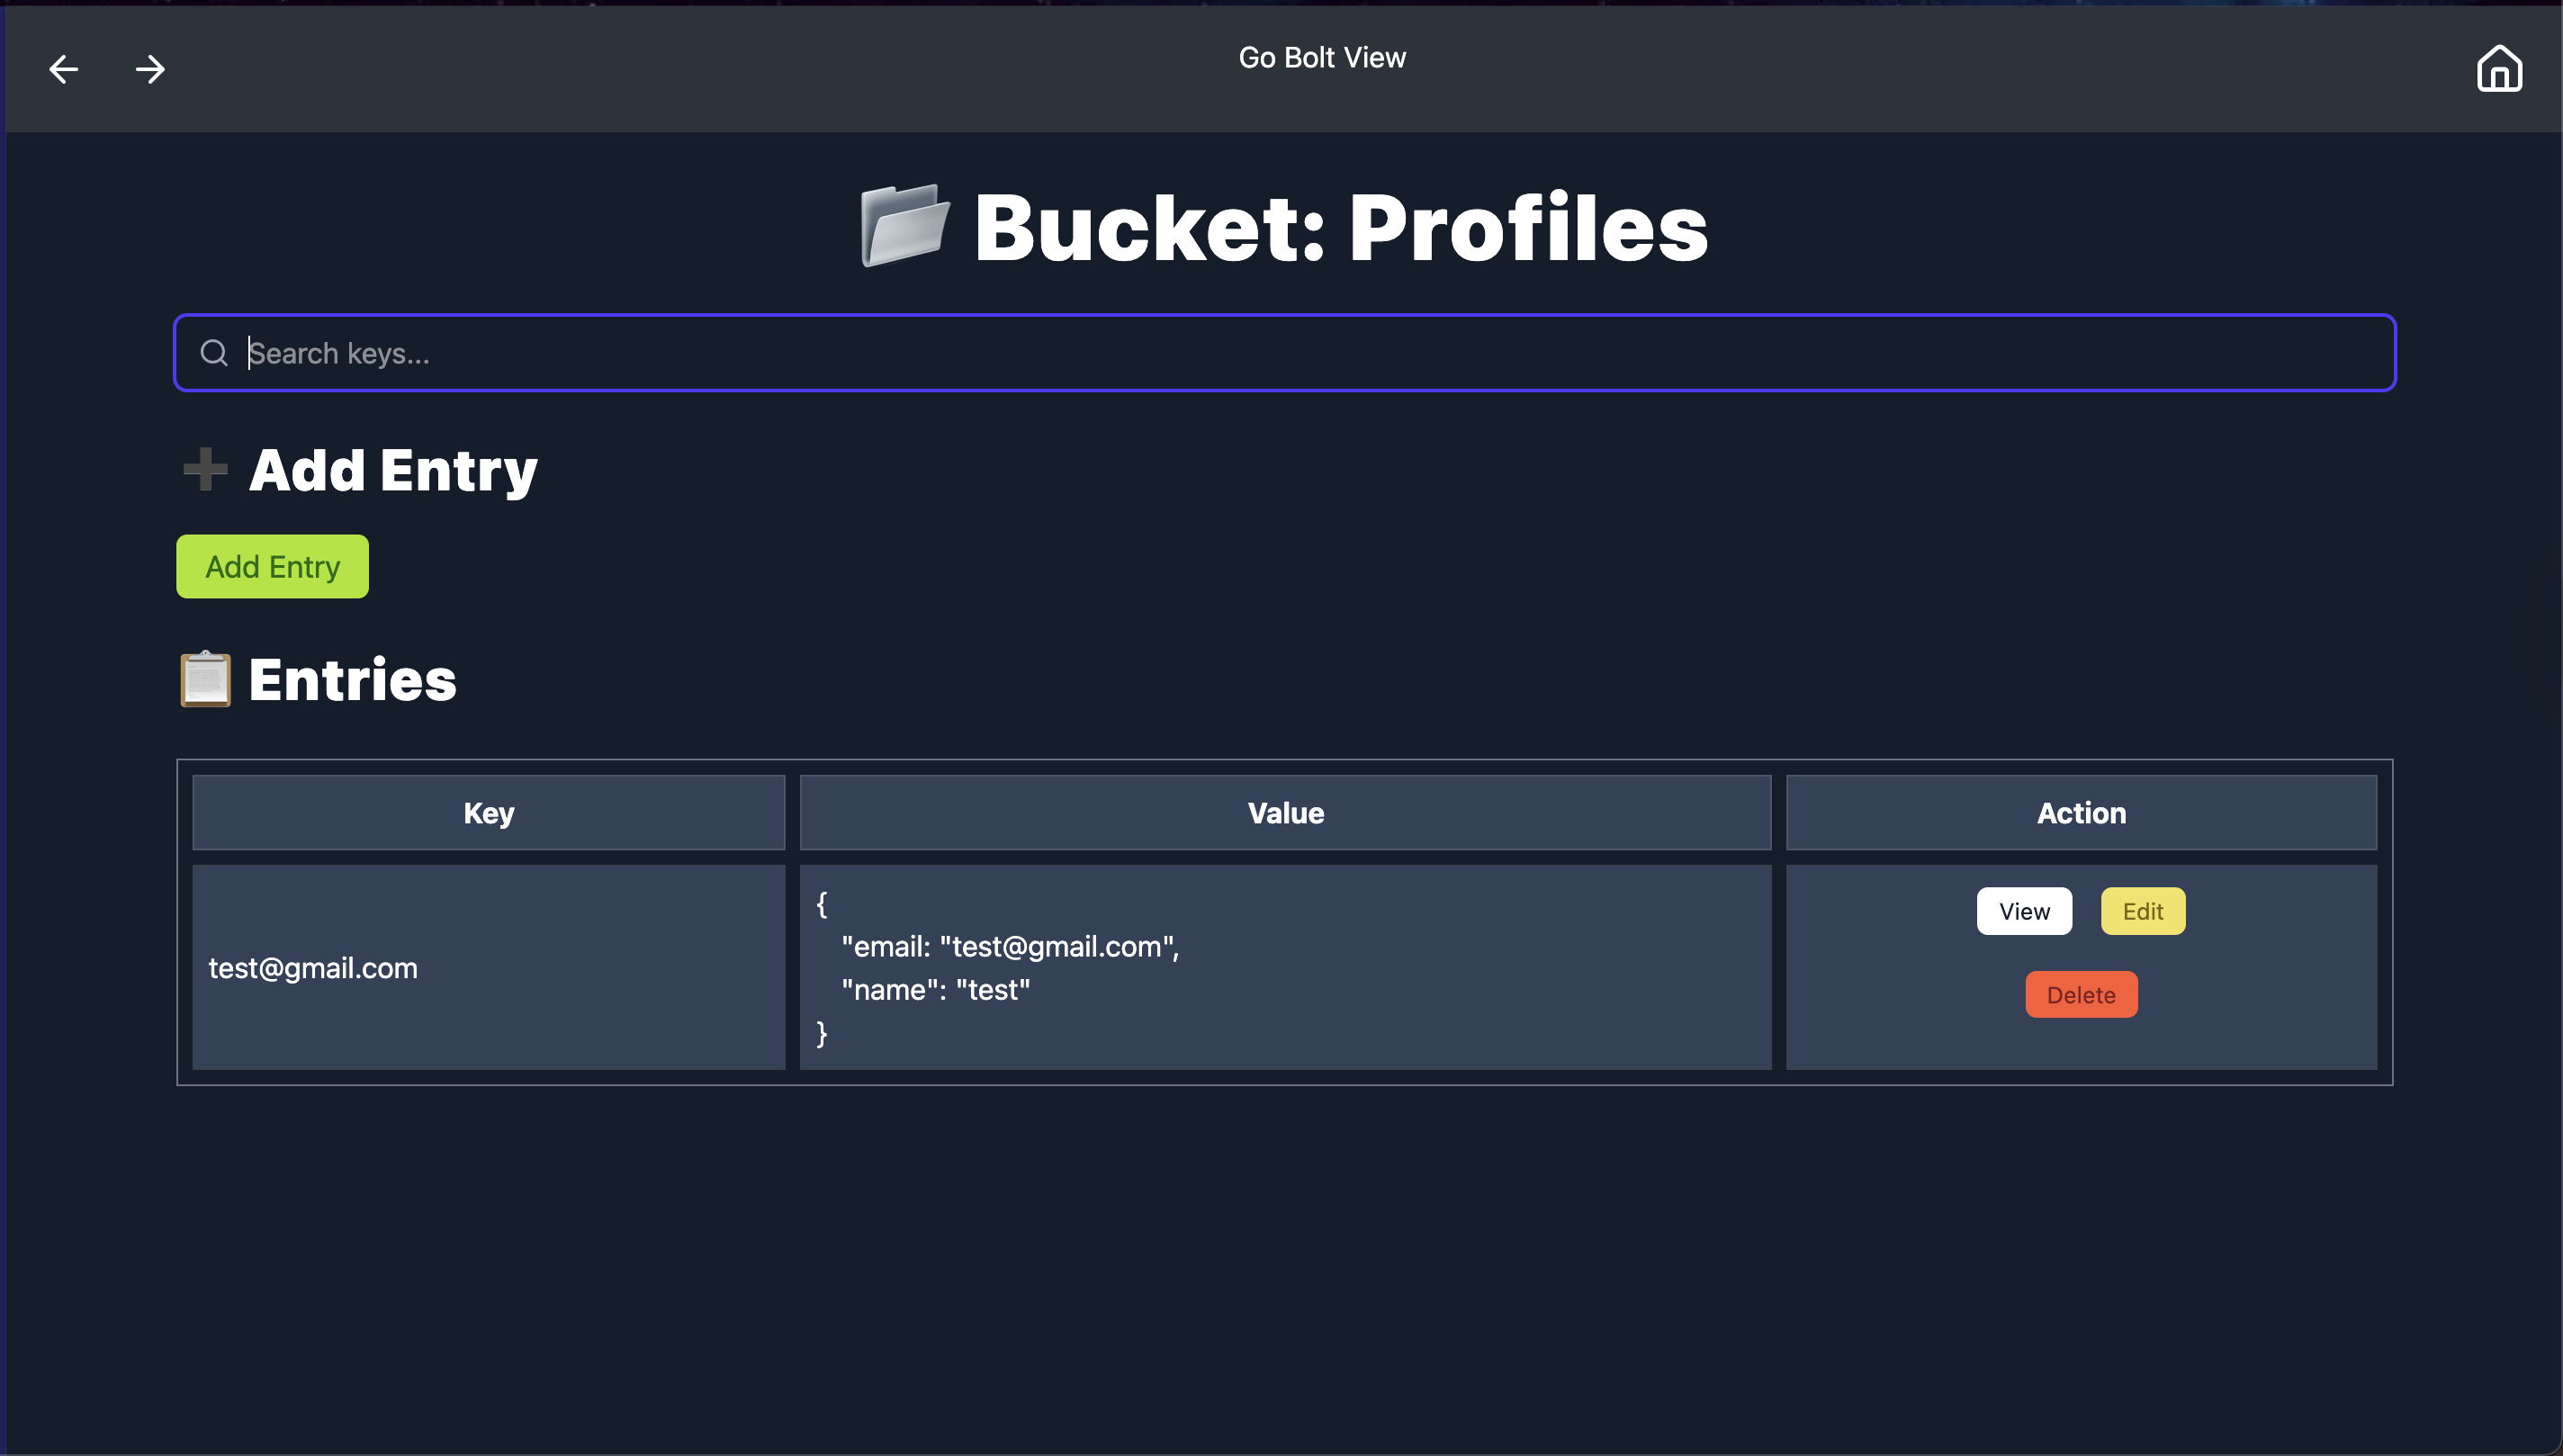 Go Bolt View
Bucket: Profiles
Search keys...
Add Entry
Add Entry
Entries
Key Value Action
test@gmail.com
{
"email: "test@gmail.com",
"name": "test"
}
View Edit
Delete